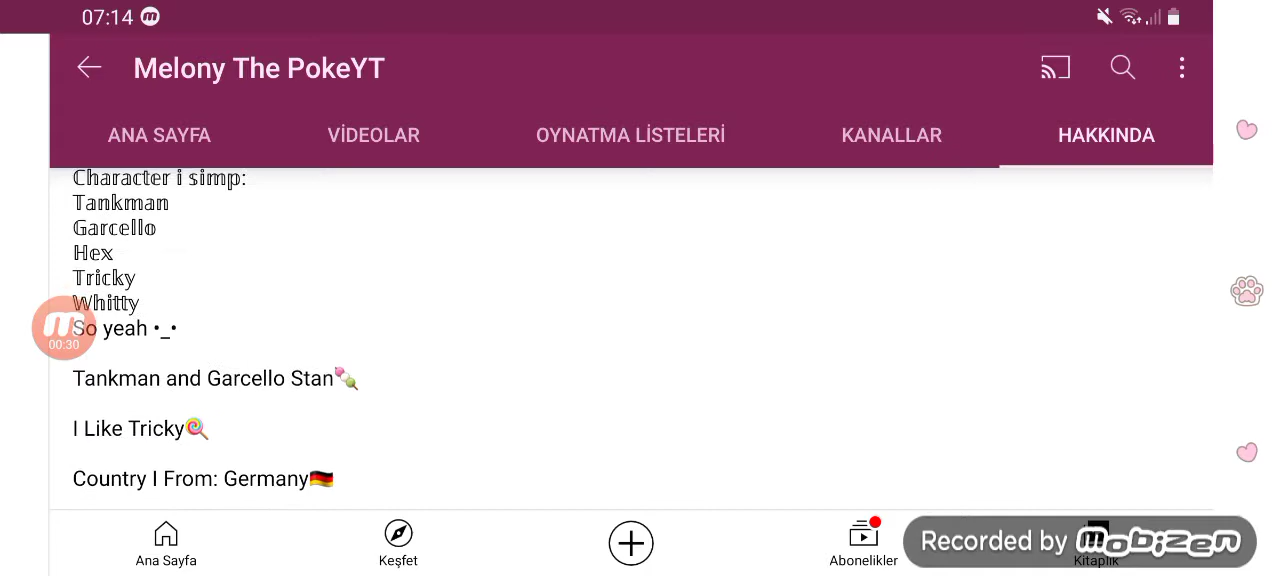 07:14
Melony The PokeYT
ANA SAYFA VİDEOLAR OYNATMA LİSTELERİ KANALLAR HAKKINDA
ℂ𝕙𝕒𝕣𝕒𝕔𝕥𝕖𝕣 𝕚 𝕤𝕚𝕞𝕡:
𝕋𝕒𝕟𝕜𝕞𝕒𝕟
𝔾𝕒𝕣𝕔𝕖𝕝𝕝𝕠
ℍ𝕖𝕩
𝕋𝕣𝕚𝕔𝕜𝕪
𝕎𝕙𝕚𝕥𝕥𝕪
So yeah •_•
00:30
Tankman and Garcello Stan🍡
I Like Tricky🍭
Country I From: Germany🇩🇪
Ana Sayfa Keşfet Abonelikler Kitaplık
Recorded by mobizen